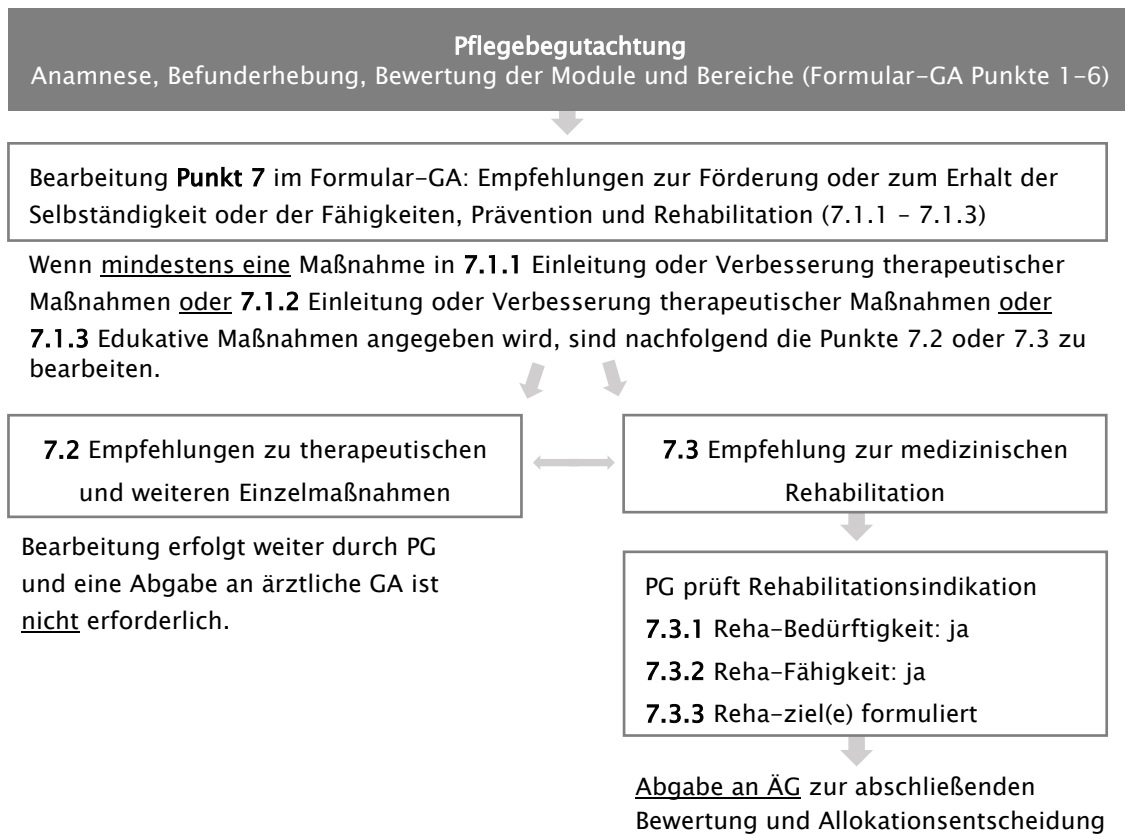 Pflegebegutachtung
Anamnese, Befunderhebung, Bewertung der Module und Bereiche (Formular-GA Punkte 1-6)
Bearbeitung Punkt 7 im Formular-GA: Empfehlungen zur Förderung oder zum Erhalt der
Selbständigkeit oder der Fähigkeiten, Prävention und Rehabilitation (7.1.1 – 7.1.3)
Wenn mindestens eine Maßnahme in 7.1.1 Einleitung oder Verbesserung therapeutischer
Maßnahmen oder 7.1.2 Einleitung oder Verbesserung therapeutischer Maßnahmen oder
7.1.3 Edukative Maßnahmen angegeben wird, sind nachfolgend die Punkte 7.2 oder 7.3 zu
bearbeiten.
7.2 Empfehlungen zu therapeutischen
und weiteren Einzelmaßnahmen
Bearbeitung erfolgt weiter durch PG
und eine Abgabe an ärztliche GA ist
nicht erforderlich.
7.3 Empfehlung zur medizinischen
Rehabilitation
PG prüft Rehabilitationsindikation
7.3.1 Reha-Bedürftigkeit: ja
7.3.2 Reha-Fähigkeit: ja
7.3.3 Reha-ziel(e) formuliert
Abgabe an ÄG zur abschließenden
Bewertung und Allokationsentscheidung